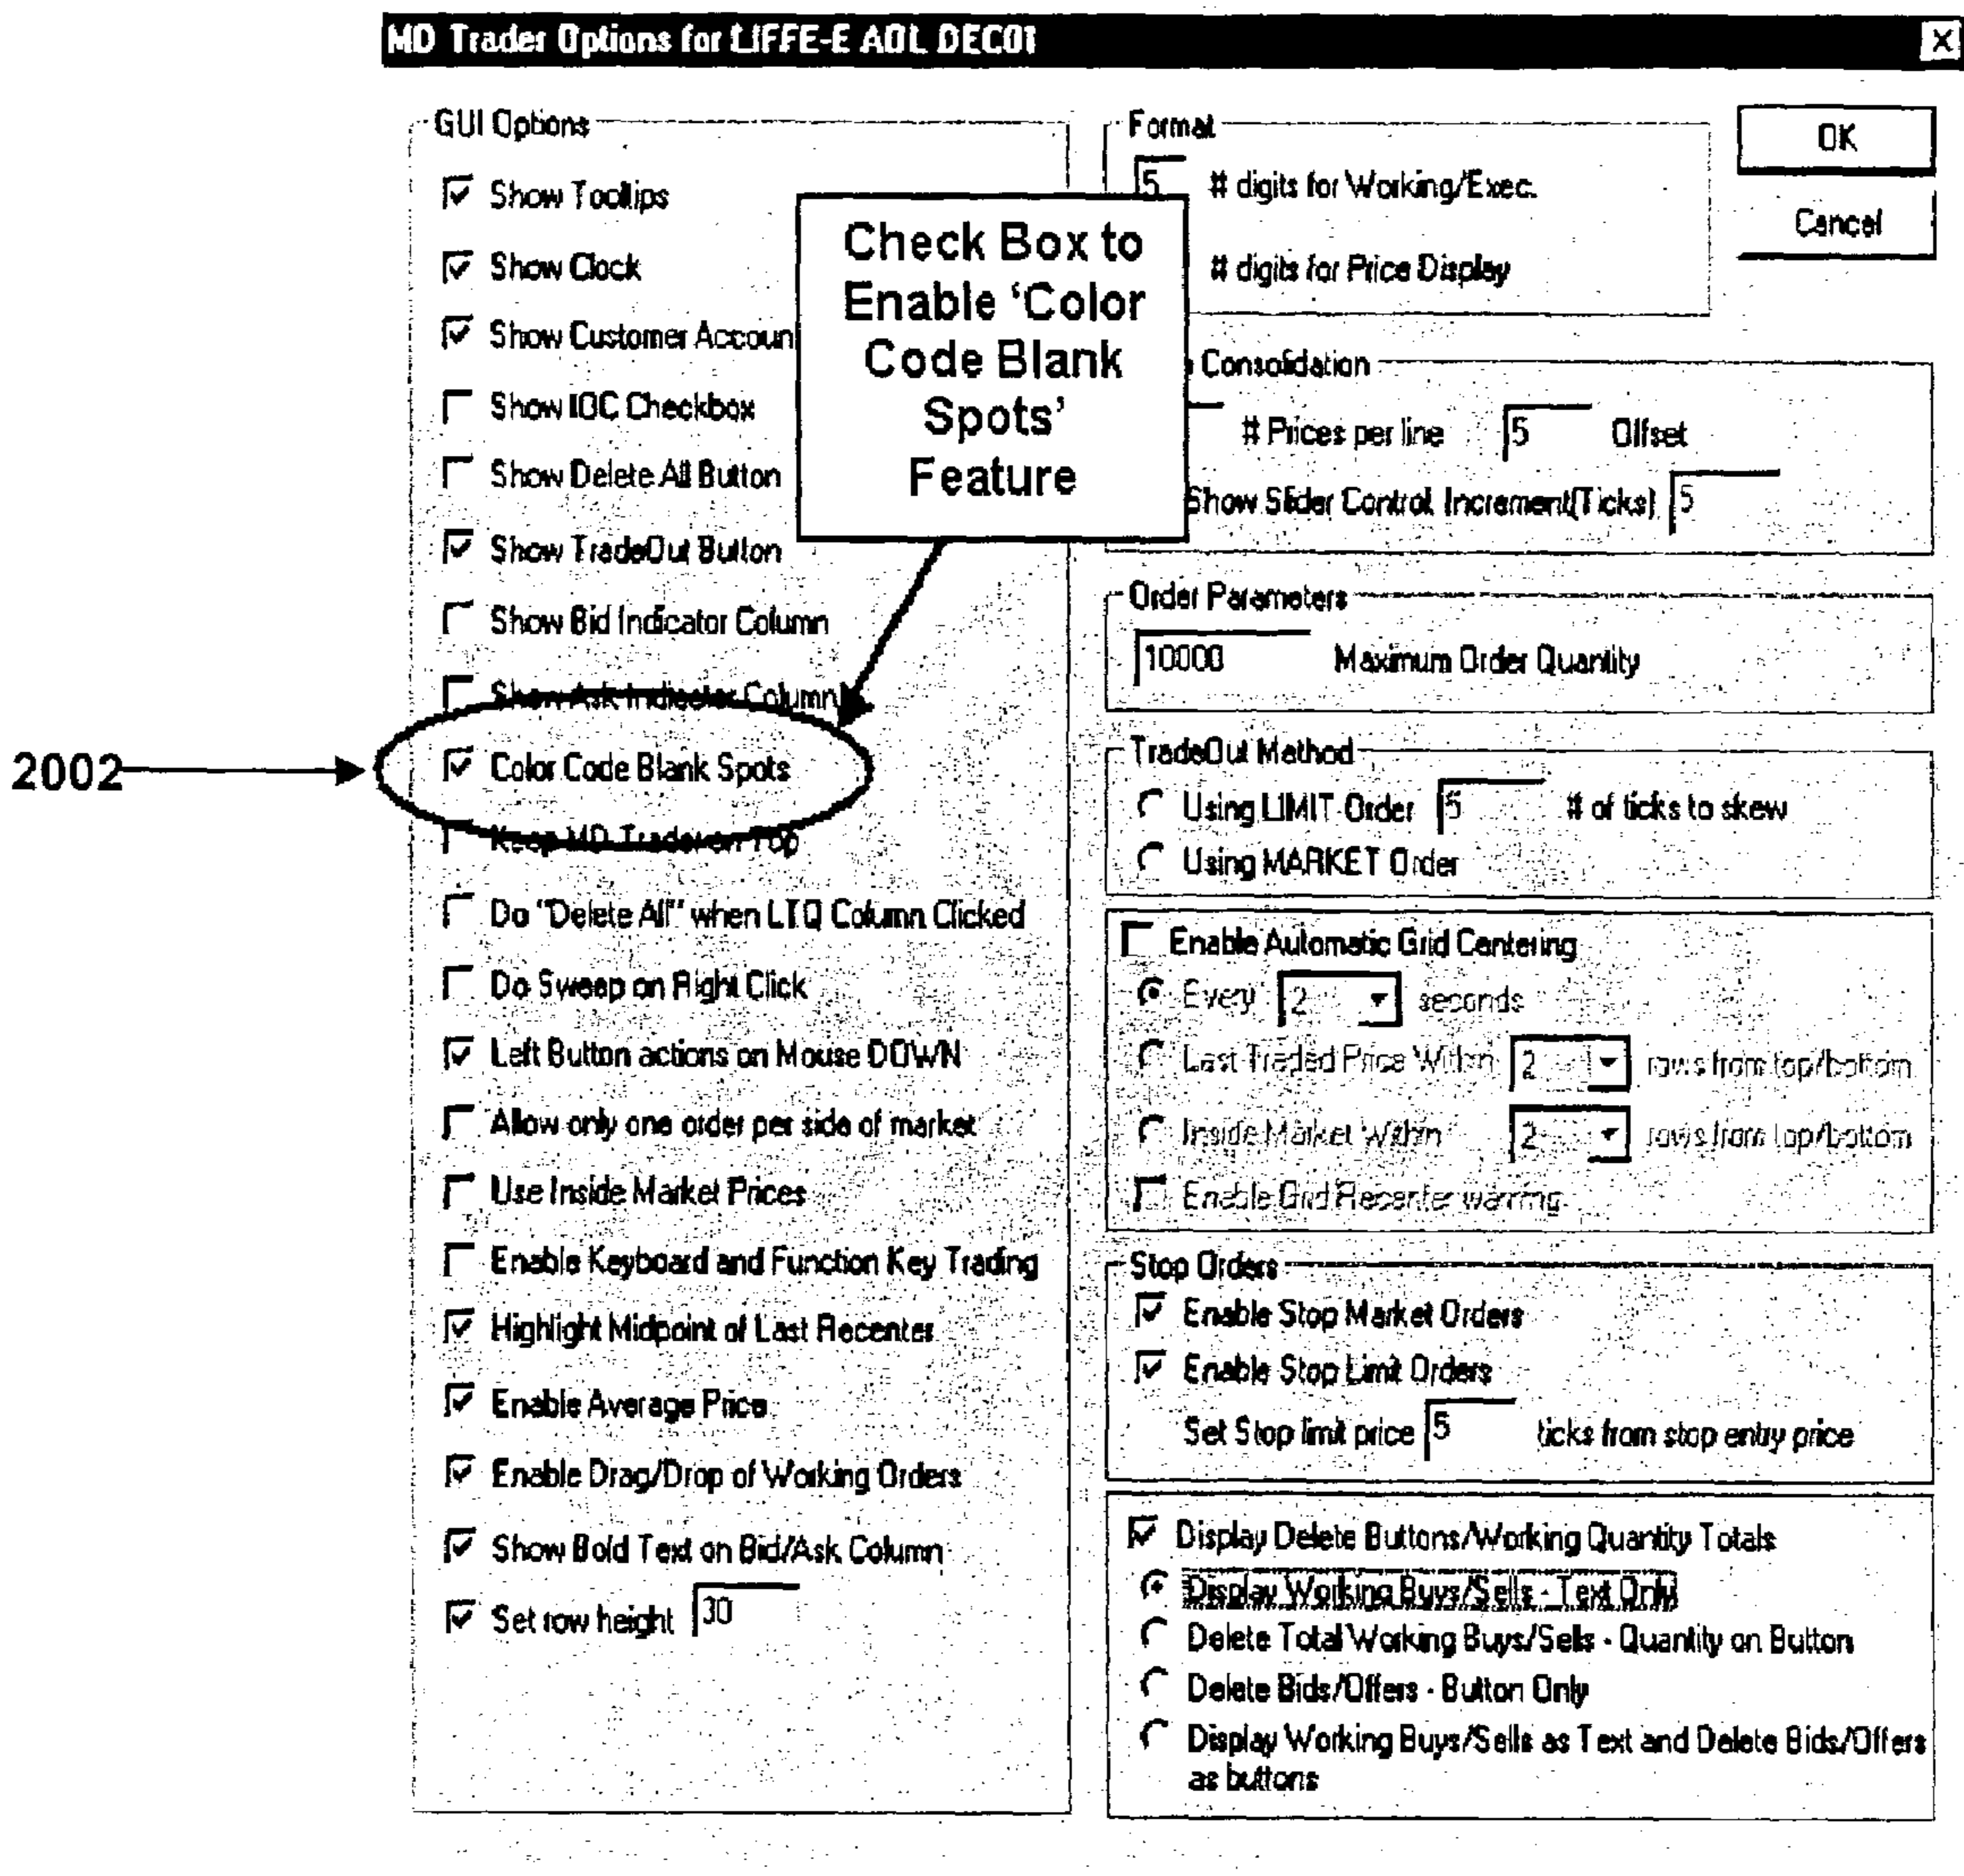 MD Trader Options for LIFFE-E AOL DEC01
GUI Options
Show Tooltips
Show Clock
Show Customer Accoun
Show IOC Checkbox
Show Delete All Button
Show TradeOut Button
Show Bid Indicator Column
Show Ask Indicator Column
Color Code Blank Spots
Keep MD Trader on Top
Do "Delete All" when LTQ Column Clicked
Do Sweep on Right Click
Left Button actions on Mouse DOWN
Allow only one order per side of market
Use Inside Market Prices
Enable Keyboard and Function Key Trading
Highlight Midpoint of Last Recenter
Enable Average Price
Enable Drag/Drop of Working Orders
Show Bold Text on Bid/Ask Column
Set row height 30
2002
Check Box to
Enable ‘Color
Code Blank
Spots’
Feature
Format
5 # digits for Working/Exec.
# digits for Price Display
OK
Cancel
Consolidation
# Prices per line 5 Offset
Show Slider Control Increment(Ticks) 5
Order Parameters
10000 Maximum Order Quantity
TradeOut Method
Using LIMIT Order 5 # of ticks to skew
Using MARKET Order
Enable Automatic Grid Centering
Every 2 seconds
Last Traded Price Within 2 rows from top/bottom
Inside Market Within 2 rows from top/bottom
Enable Grid Recenter warning
Stop Orders
Enable Stop Market Orders
Enable Stop Limit Orders
Set Stop limit price 5 ticks from stop entry price
Display Delete Buttons/Working Quantity Totals
Display Working Buys/Sells - Text Only
Delete Total Working Buys/Sells - Quantity on Button
Delete Bids/Offers - Button Only
Display Working Buys/Sells as Text and Delete Bids/Offers
as buttons